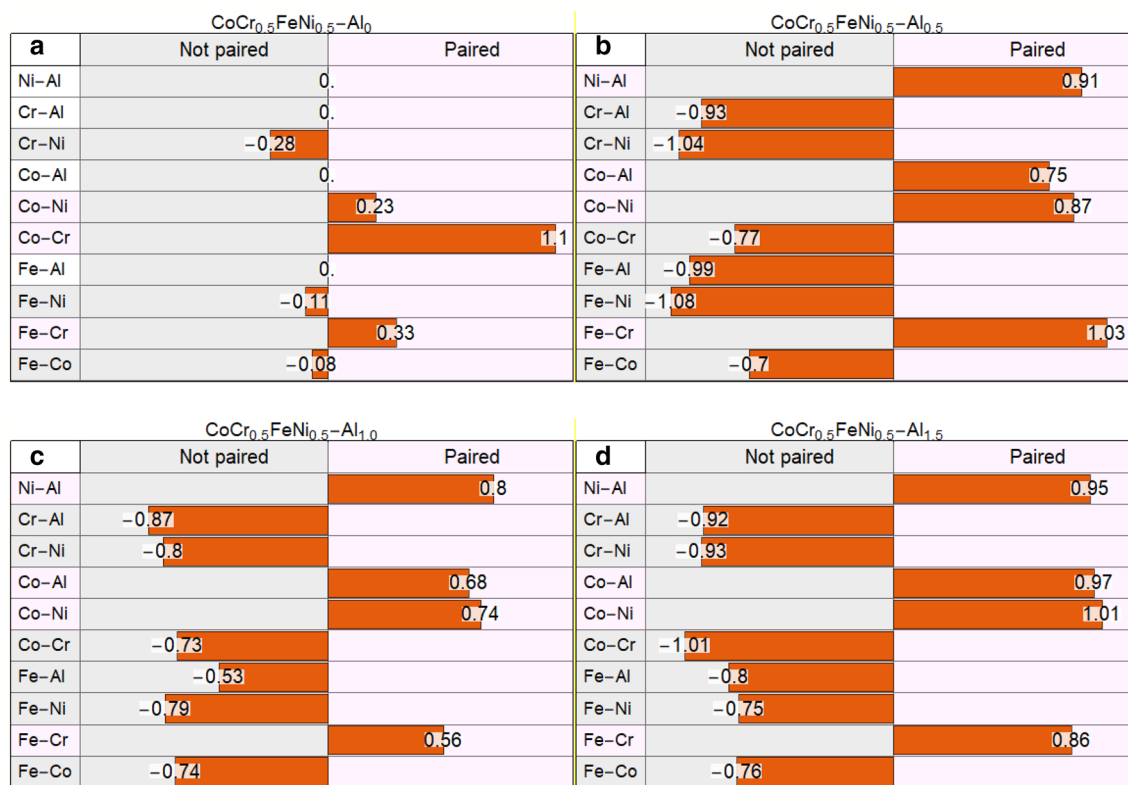 CoCr0.5FeNi0.5–Al0
a Not paired Paired
Ni–Al 0.
Cr–Al 0.
Cr–Ni −0.28
Co–Al 0.
Co–Ni 0.23
Co–Cr 1.1
Fe–Al 0.
Fe–Ni −0.11
Fe–Cr 0.33
Fe–Co −0.08
CoCr0.5FeNi0.5–Al0.5
b Not paired Paired
Ni–Al 0.91
Cr–Al −0.93
Cr–Ni −1.04
Co–Al 0.75
Co–Ni 0.87
Co–Cr −0.77
Fe–Al −0.99
Fe–Ni −1.08
Fe–Cr 1.03
Fe–Co −0.7
CoCr0.5FeNi0.5–Al1.0
c Not paired Paired
Ni–Al 0.8
Cr–Al −0.87
Cr–Ni −0.8
Co–Al 0.68
Co–Ni 0.74
Co–Cr −0.73
Fe–Al −0.53
Fe–Ni −0.79
Fe–Cr 0.56
Fe–Co −0.74
CoCr0.5FeNi0.5–Al1.5
d Not paired Paired
Ni–Al 0.95
Cr–Al −0.92
Cr–Ni −0.93
Co–Al 0.97
Co–Ni 1.01
Co–Cr −1.01
Fe–Al −0.8
Fe–Ni −0.75
Fe–Cr 0.86
Fe–Co −0.76